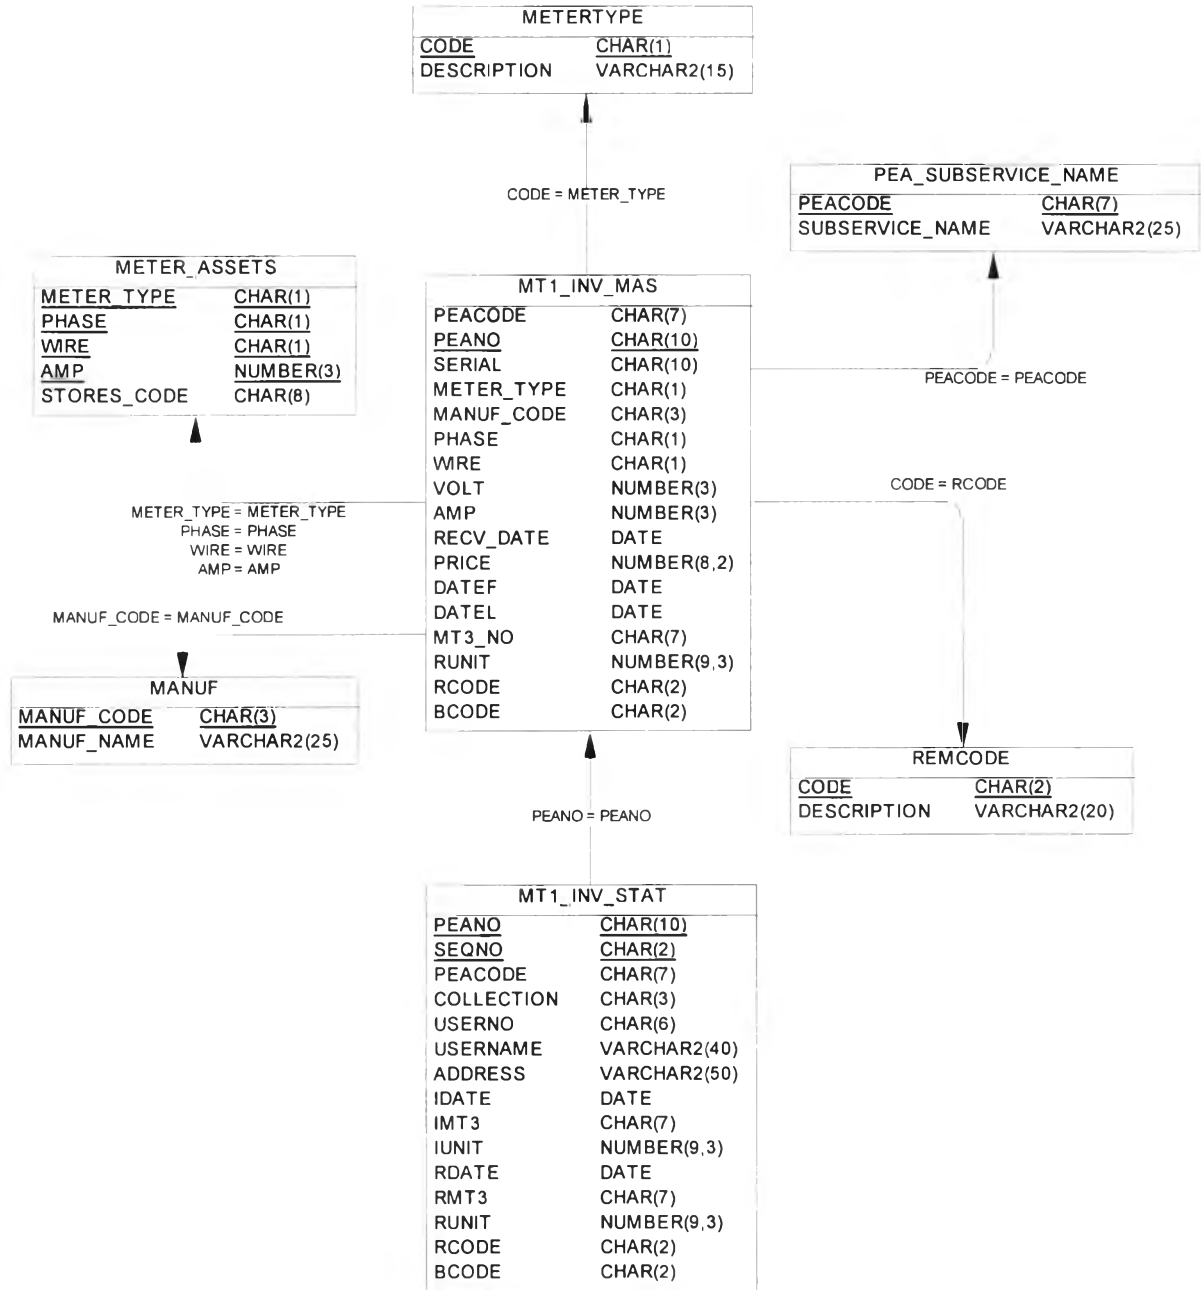 METERTYPE
CODE CHAR(1)
DESCRIPTION VARCHAR2(15)
CODE = METER_TYPE
PEA_SUBSERVICE_NAME
PEACODE CHAR(7)
SUBSERVICE_NAME VARCHAR2(25)
PEACODE = PEACODE
METER_ASSETS
METER_TYPE CHAR(1)
PHASE CHAR(1)
WIRE CHAR(1)
AMP NUMBER(3)
STORES_CODE CHAR(8)
METER_TYPE = METER_TYPE
PHASE = PHASE
WIRE = WIRE
AMP = AMP
MT1_INV_MAS
PEACODE CHAR(7)
PEANO CHAR(10)
SERIAL CHAR(10)
METER_TYPE CHAR(1)
MANUF_CODE CHAR(3)
PHASE CHAR(1)
WIRE CHAR(1)
VOLT NUMBER(3)
AMP NUMBER(3)
RECV_DATE DATE
PRICE NUMBER(8,2)
DATEF DATE
DATEL DATE
MT3_NO CHAR(7)
RUNIT NUMBER(9,3)
RCODE CHAR(2)
BCODE CHAR(2)
CODE = RCODE
MANUF_CODE = MANUF_CODE
MANUF
MANUF_CODE CHAR(3)
MANUF_NAME VARCHAR2(25)
REMCODE
CODE CHAR(2)
DESCRIPTION VARCHAR2(20)
PEANO = PEANO
MT1_INV_STAT
PEANO CHAR(10)
SEQNO CHAR(2)
PEACODE CHAR(7)
COLLECTION CHAR(3)
USERNO CHAR(6)
USERNAME VARCHAR2(40)
ADDRESS VARCHAR2(50)
IDATE DATE
IMT3 CHAR(7)
IUNIT NUMBER(9,3)
RDATE DATE
RMT3 CHAR(7)
RUNIT NUMBER(9,3)
RCODE CHAR(2)
BCODE CHAR(2)